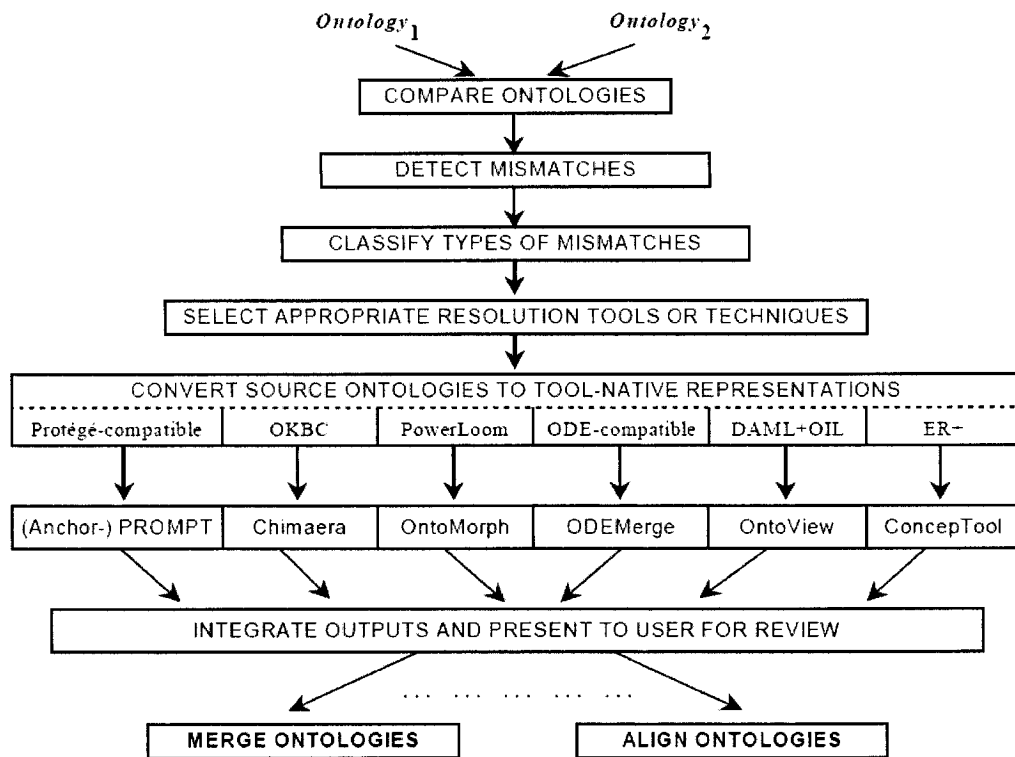 Ontology1 Ontology2
COMPARE ONTOLOGIES
DETECT MISMATCHES
CLASSIFY TYPES OF MISMATCHES
SELECT APPROPRIATE RESOLUTION TOOLS OR TECHNIQUES
CONVERT SOURCE ONTOLOGIES TO TOOL-NATIVE REPRESENTATIONS
Protégé-compatible OKBC PowerLoom ODE-compatible DAML+OIL ER+
(Anchor-) PROMPT Chimaera OntoMorph ODEMerge OntoView ConcepTool
INTEGRATE OUTPUTS AND PRESENT TO USER FOR REVIEW
... ... ... ... ...
MERGE ONTOLOGIES ALIGN ONTOLOGIES